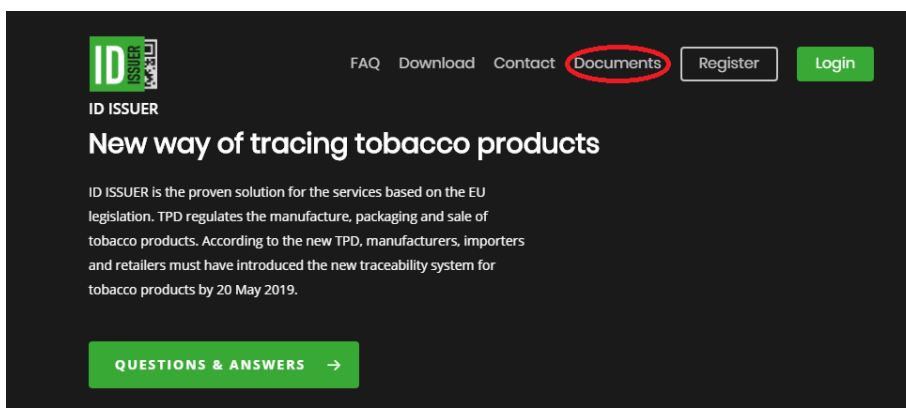 ID
ISSUER
FAQ Download Contact Documents Register Login
ID ISSUER
New way of tracing tobacco products
ID ISSUER is the proven solution for the services based on the EU
legislation. TPD regulates the manufacture, packaging and sale of
tobacco products. According to the new TPD, manufacturers, importers
and retailers must have introduced the new traceability system for
tobacco products by 20 May 2019.
QUESTIONS & ANSWERS →